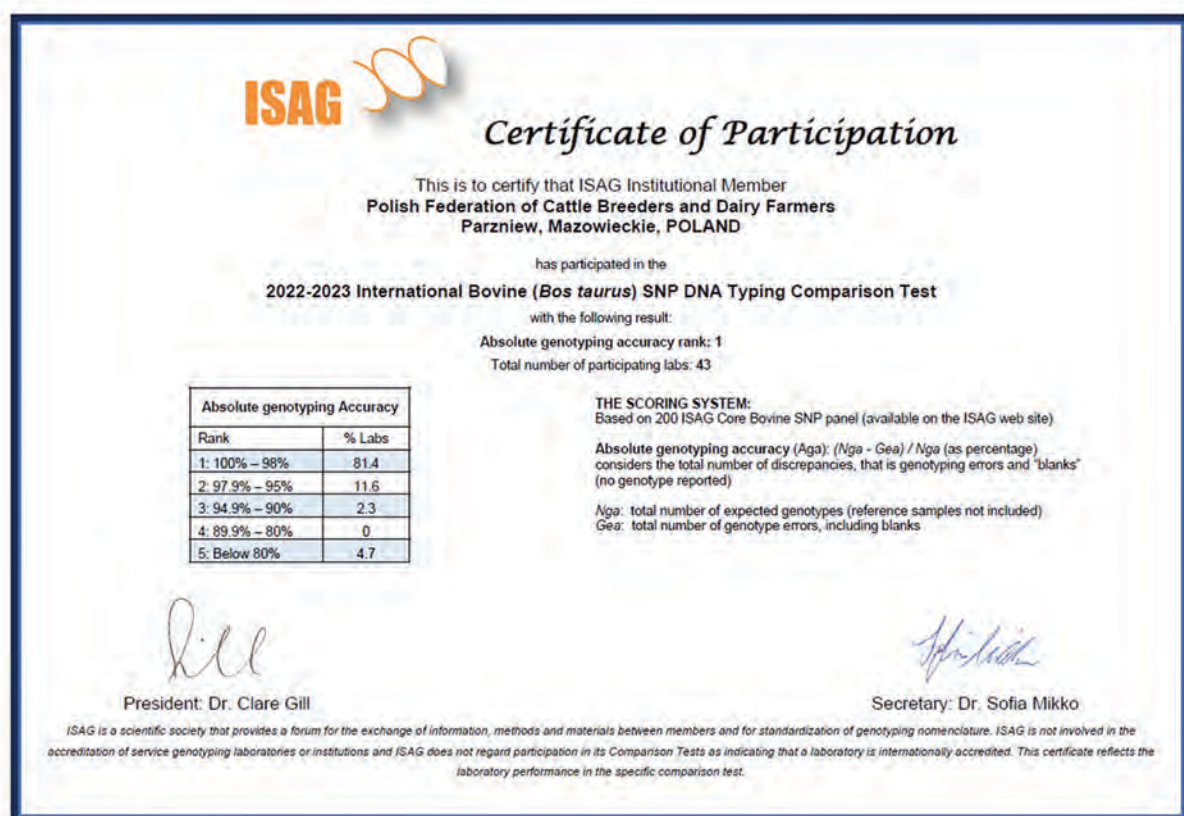 ISAG
Certificate of Participation
This is to certify that ISAG Institutional Member
Polish Federation of Cattle Breeders and Dairy Farmers
Parzniew, Mazowieckie, POLAND
has participated in the
2022-2023 International Bovine (Bos taurus) SNP DNA Typing Comparison Test
with the following result:
Absolute genotyping accuracy rank: 1
Total number of participating labs: 43
Absolute genotyping Accuracy
Rank % Labs
1: 100% – 98% 81.4
2: 97.9% – 95% 11.6
3: 94.9% – 90% 2.3
4: 89.9% – 80% 0
5: Below 80% 4.7
THE SCORING SYSTEM:
Based on 200 ISAG Core Bovine SNP panel (available on the ISAG web site)
Absolute genotyping accuracy (Aga): (Nga - Gea) / Nga (as percentage)
considers the total number of discrepancies, that is genotyping errors and "blanks"
(no genotype reported)
Nga: total number of expected genotypes (reference samples not included)
Gea: total number of genotype errors, including blanks
President: Dr. Clare Gill
Secretary: Dr. Sofia Mikko
ISAG is a scientific society that provides a forum for the exchange of information, methods and materials between members and for standardization of genotyping nomenclature. ISAG is not involved in the
accreditation of service genotyping laboratories or institutions and ISAG does not regard participation in its Comparison Tests as indicating that a laboratory is internationally accredited. This certificate reflects the
laboratory performance in the specific comparison test.